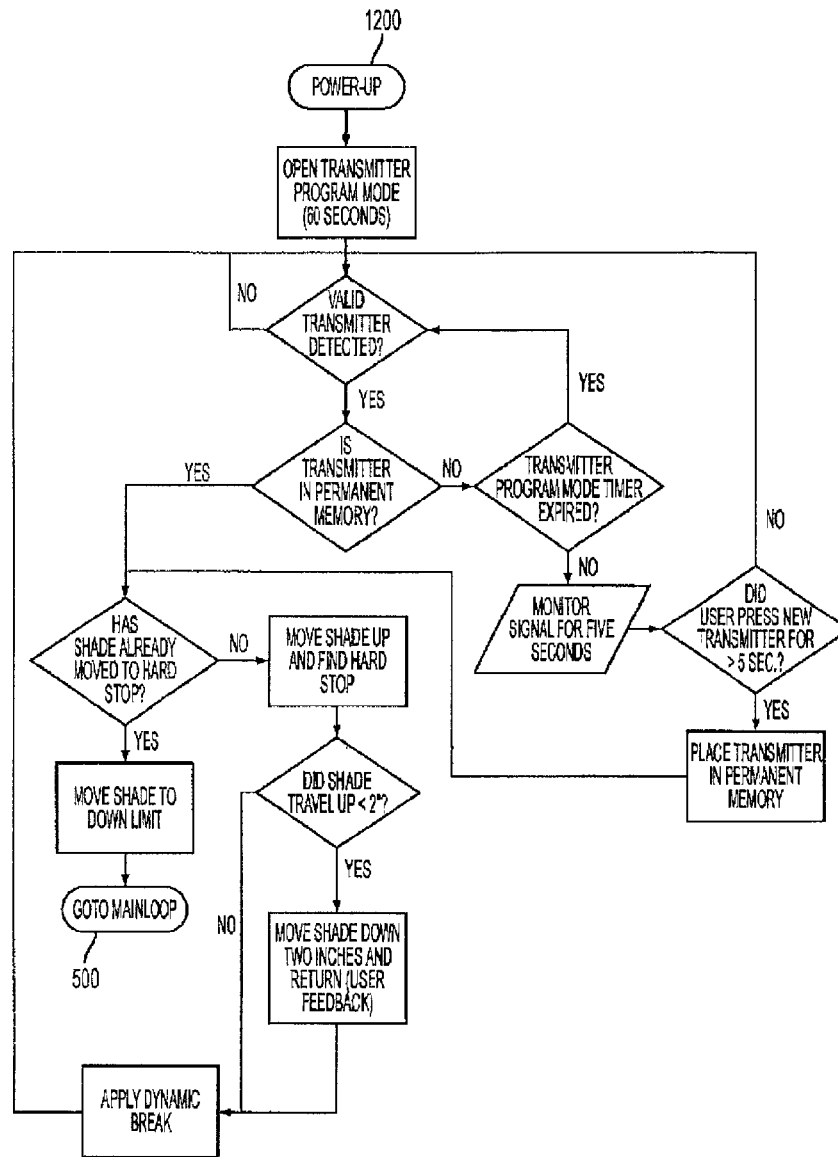 1200
POWER-UP
OPEN TRANSMITTER
PROGRAM MODE
(60 SECONDS)
NO
VALID
TRANSMITTER
DETECTED?
YES
YES
YES
IS
TRANSMITTER
IN PERMANENT
MEMORY?
NO
TRANSMITTER
PROGRAM MODE TIMER
EXPIRED?
NO
NO
MONITOR
SIGNAL FOR FIVE
SECONDS
DID
USER PRESS NEW
TRANSMITTER FOR
> 5 SEC.?
YES
PLACE TRANSMITTER
IN PERMANENT
MEMORY
HAS
SHADE ALREADY
MOVED TO HARD
STOP?
NO
MOVE SHADE UP
AND FIND HARD
STOP
YES
MOVE SHADE TO
DOWN LIMIT
DID SHADE
TRAVEL UP < 2"?
YES
NO
GOTO MAINLOOP
500
MOVE SHADE DOWN
TWO INCHES AND
RETURN (USER
FEEDBACK)
APPLY DYNAMIC
BREAK